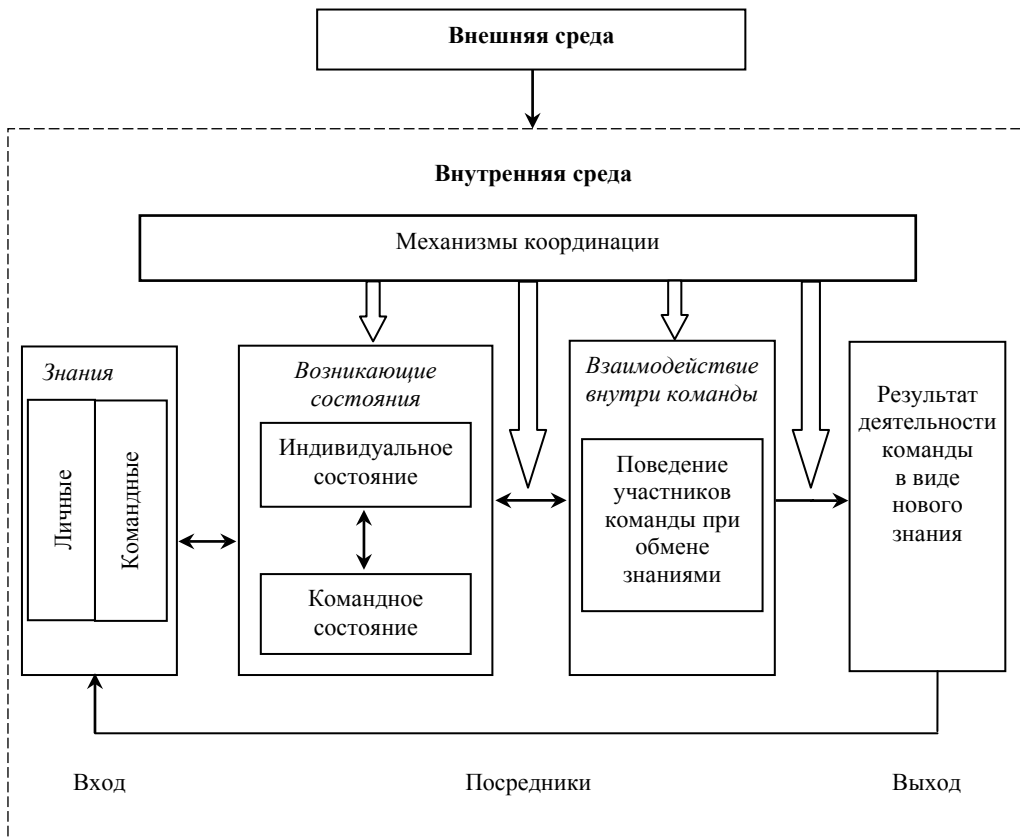 Внешняя среда
Внутренняя среда
Механизмы координации
Знания
Личные
Командные
Возникающие
состояния
Индивидуальное
состояние
Командное
состояние
Взаимодействие
внутри команды
Поведение
участников
команды при
обмене
знаниями
Результат
деятельности
команды
в виде
нового
знания
Вход
Посредники
Выход